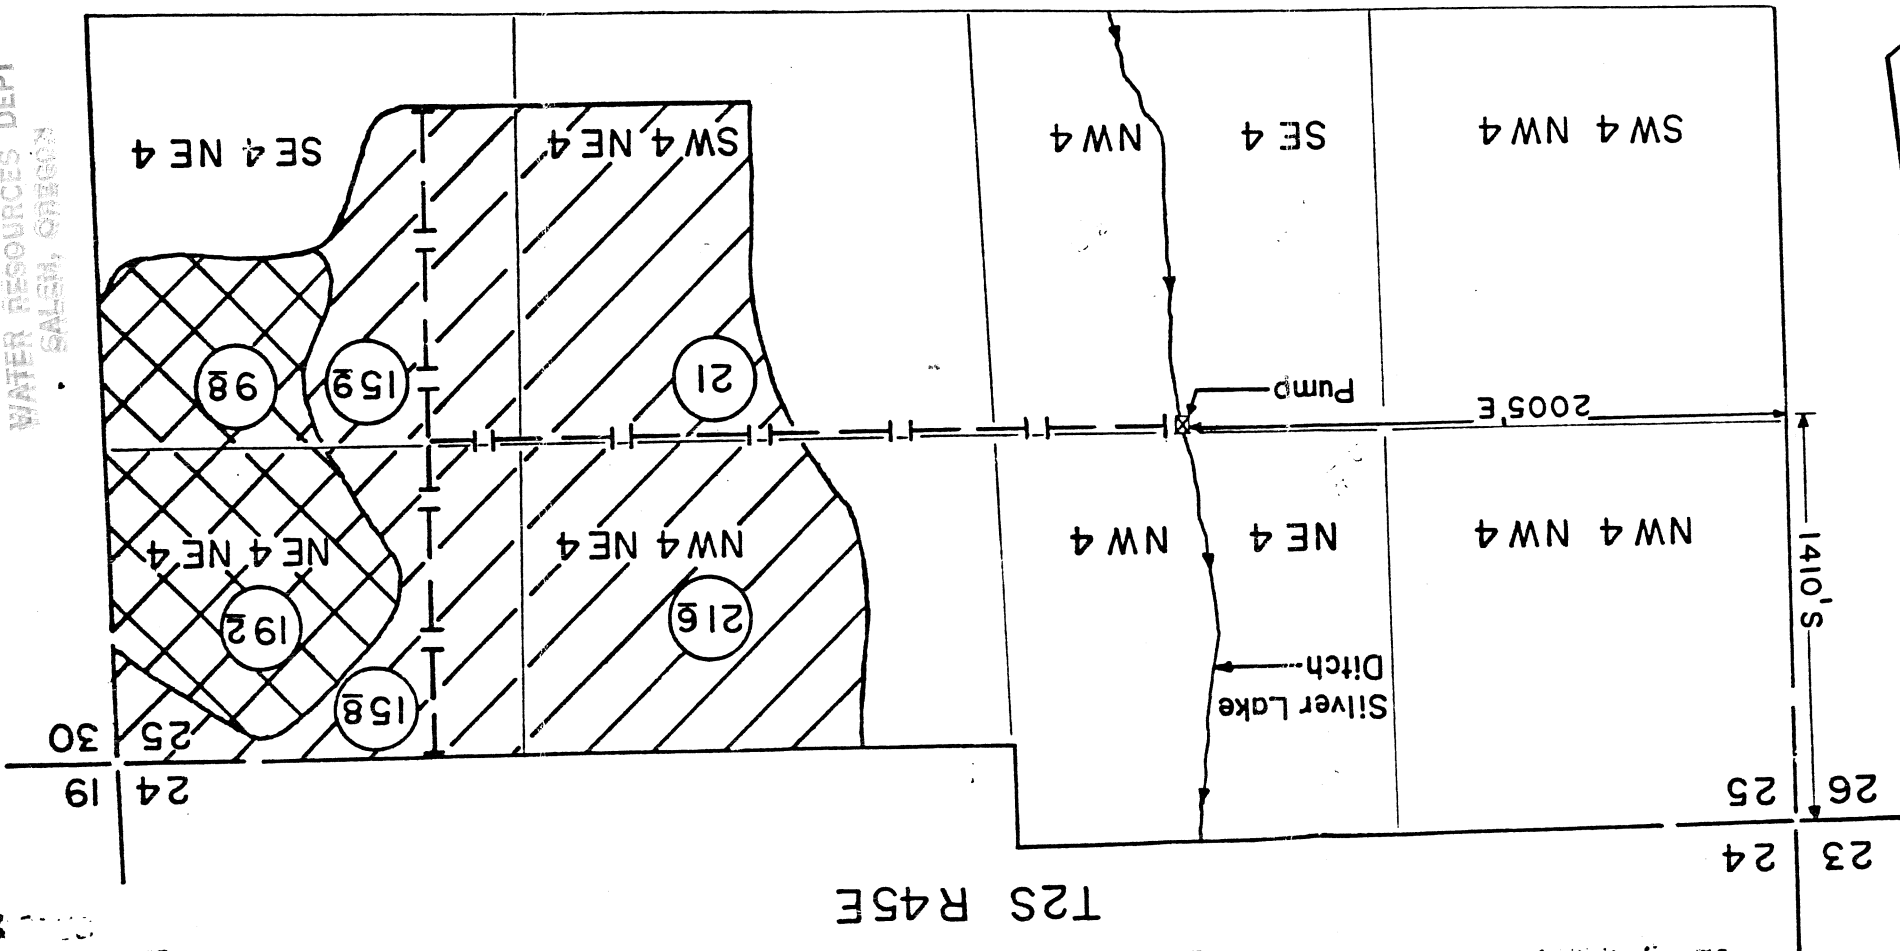 T2S R45E
23 24
26 25
24 19
25 30
Silver Lake
Ditch
158
216
192
1410'S
NW 4 NW 4
NE 4 NW 4
NW 4 NE 4
NE 4 NE 4
2005'E
Pump
21
159
98
SW 4 NW 4
SE 4 NW 4
SW 4 NE 4
SE 4 NE 4
WATER RESOURCES DEPT
SALEM, OREGON